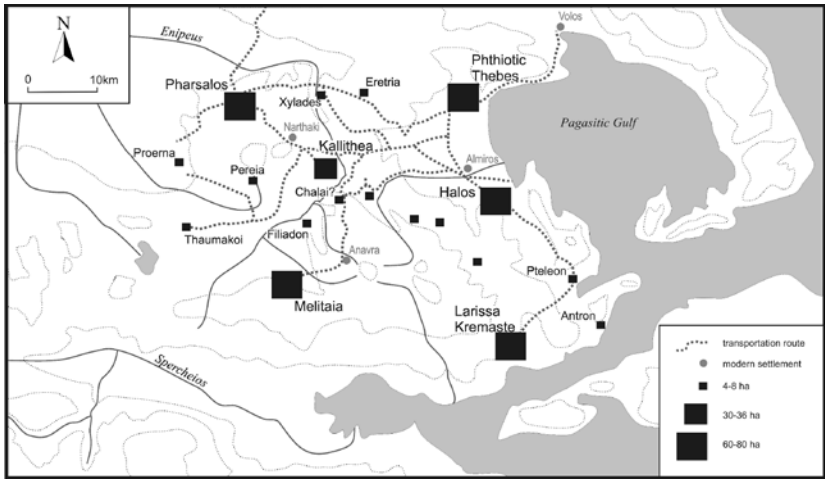 N
0 10km
Enipeus
Volos
Pharsalos
Eretria
Xylades
Phthiotic
Thebes
Pagasitic Gulf
Narthaki
Kallithea
Proerna
Pereia
Almiros
Chalai?
Halos
Thaumakoi
Filiadon
Anavra
Melitaia
Pteleon
Larissa
Kremaste
Antron
Spercheios
transportation route
modern settlement
4-8 ha
30-36 ha
60-80 ha